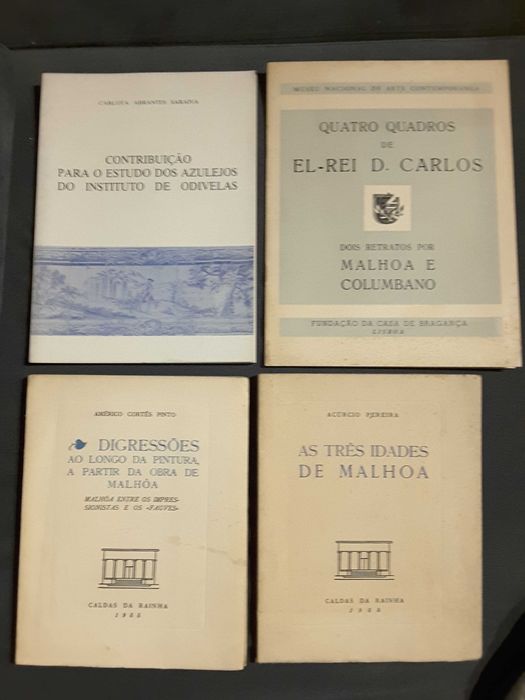 CARLOTA ABRANTES SARAIVA
CONTRIBUIÇÃO
PARA O ESTUDO DOS AZULEJOS
DO INSTITUTO DE ODIVELAS
MUSEU NACIONAL DE ARTE CONTEMPORÂNEA
QUATRO QUADROS
DE
EL-REI D. CARLOS
DOIS RETRATOS POR
MALHOA E
COLUMBANO
FUNDAÇÃO DA CASA DE BRAGANÇA
LISBOA
AMÉRICO CORTÊS PINTO
DIGRESSÕES
AO LONGO DA PINTURA,
A PARTIR DA OBRA DE
MALHÔA
MALHÔA ENTRE OS IMPRES-
SIONISTAS E OS «FAUVES»
CALDAS DA RAINHA
1955
ACÚRCIO PEREIRA
AS TRÊS IDADES
DE MALHOA
CALDAS DA RAINHA
1955